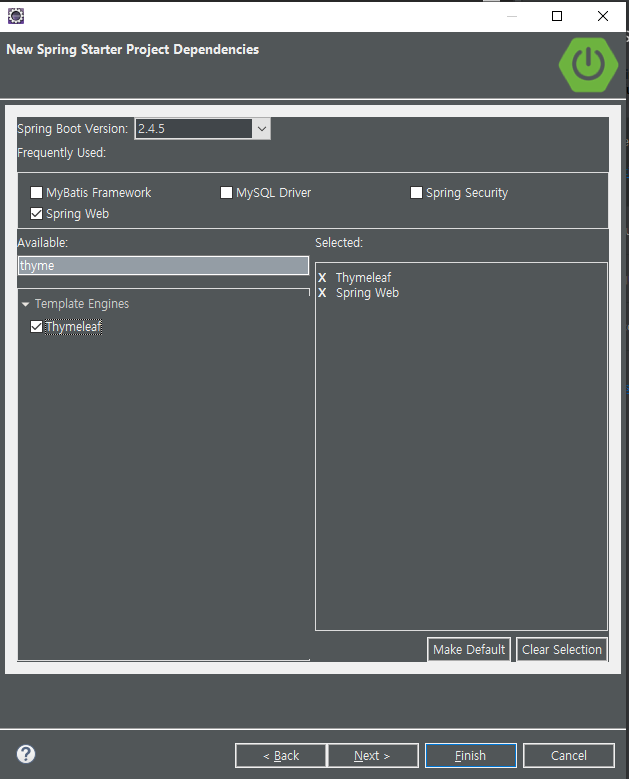 New Spring Starter Project Dependencies
Spring Boot Version: 2.4.5
Frequently Used:
MyBatis Framework MySQL Driver Spring Security
Spring Web
Available: Selected:
thyme
X Thymeleaf
X Spring Web
Template Engines
Thymeleaf
Make Default Clear Selection
? < Back Next > Finish Cancel